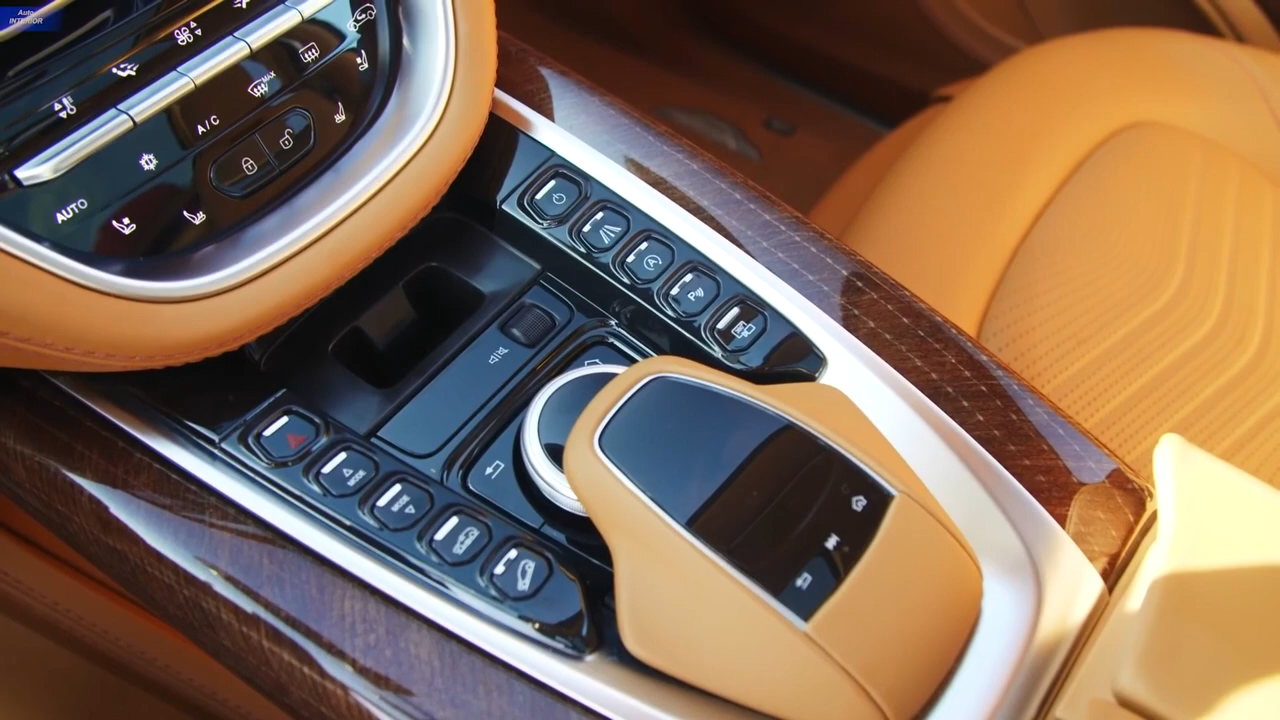 Auto
INTERIOR
MAX
A/C
AUTO
P
MODE
MODE